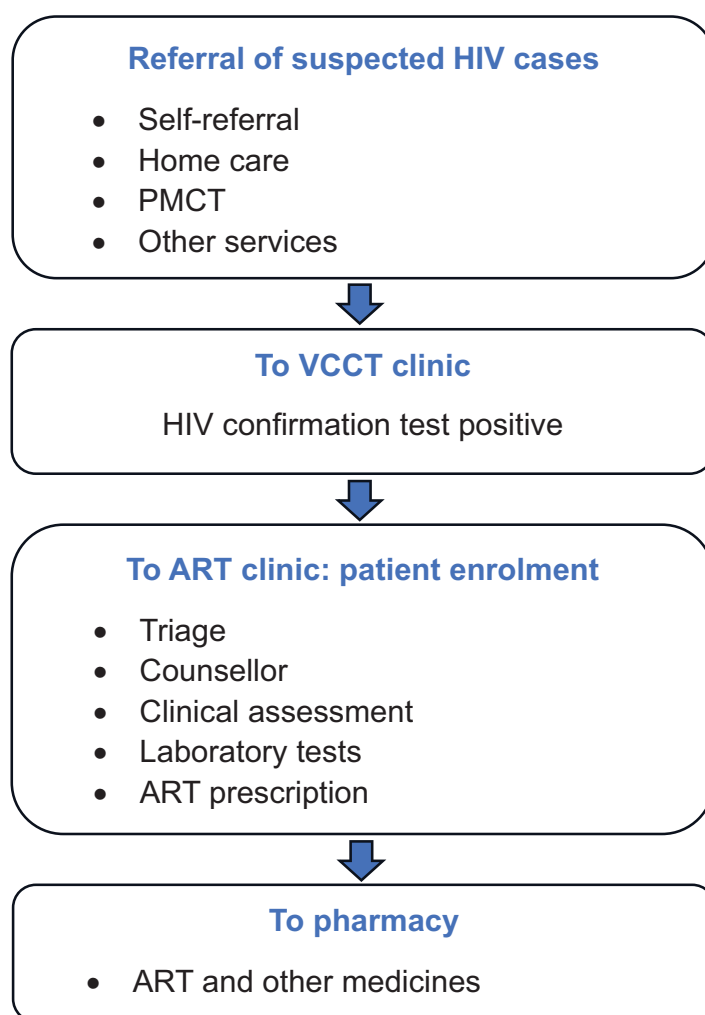 Referral of suspected HIV cases
• Self-referral
• Home care
• PMCT
• Other services
To VCCT clinic
HIV confirmation test positive
To ART clinic: patient enrolment
• Triage
• Counsellor
• Clinical assessment
• Laboratory tests
• ART prescription
To pharmacy
• ART and other medicines